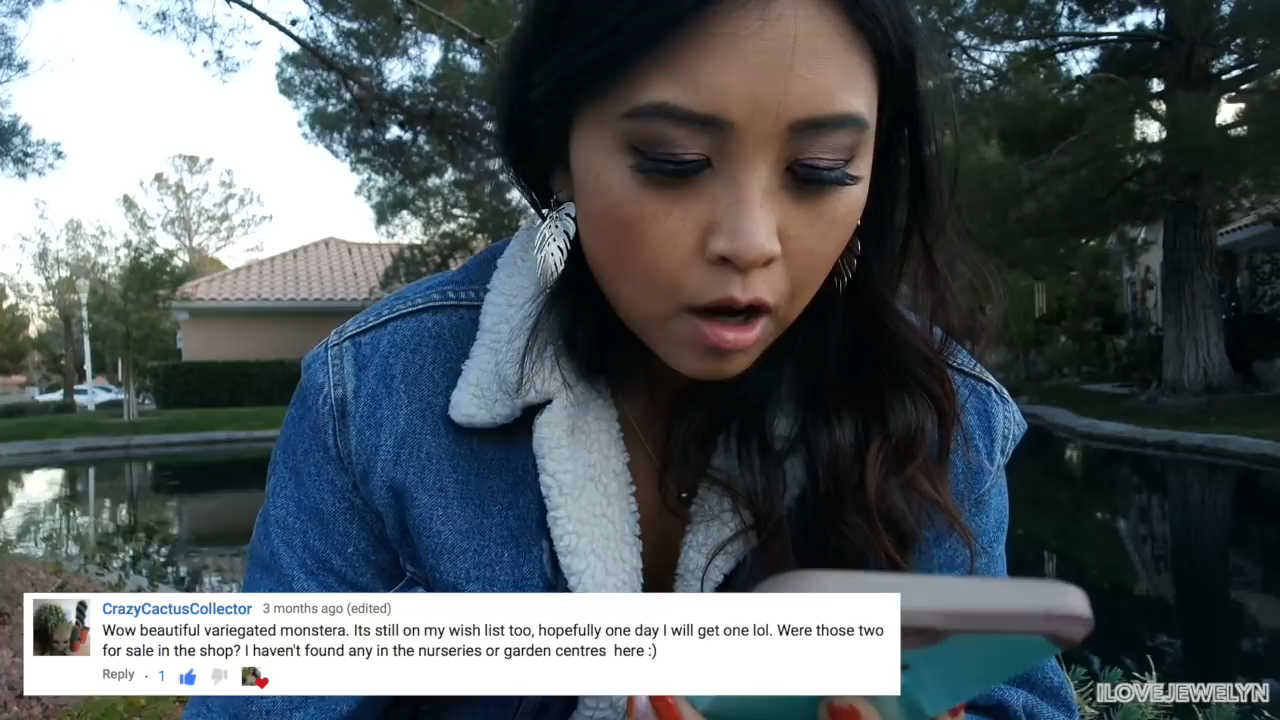 CrazyCactusCollector 3 months ago (edited)
Wow beautiful variegated monstera. Its still on my wish list too, hopefully one day I will get one lol. Were those two
for sale in the shop? I haven't found any in the nurseries or garden centres here :)
Reply · 1
ILOVEJEWELYN